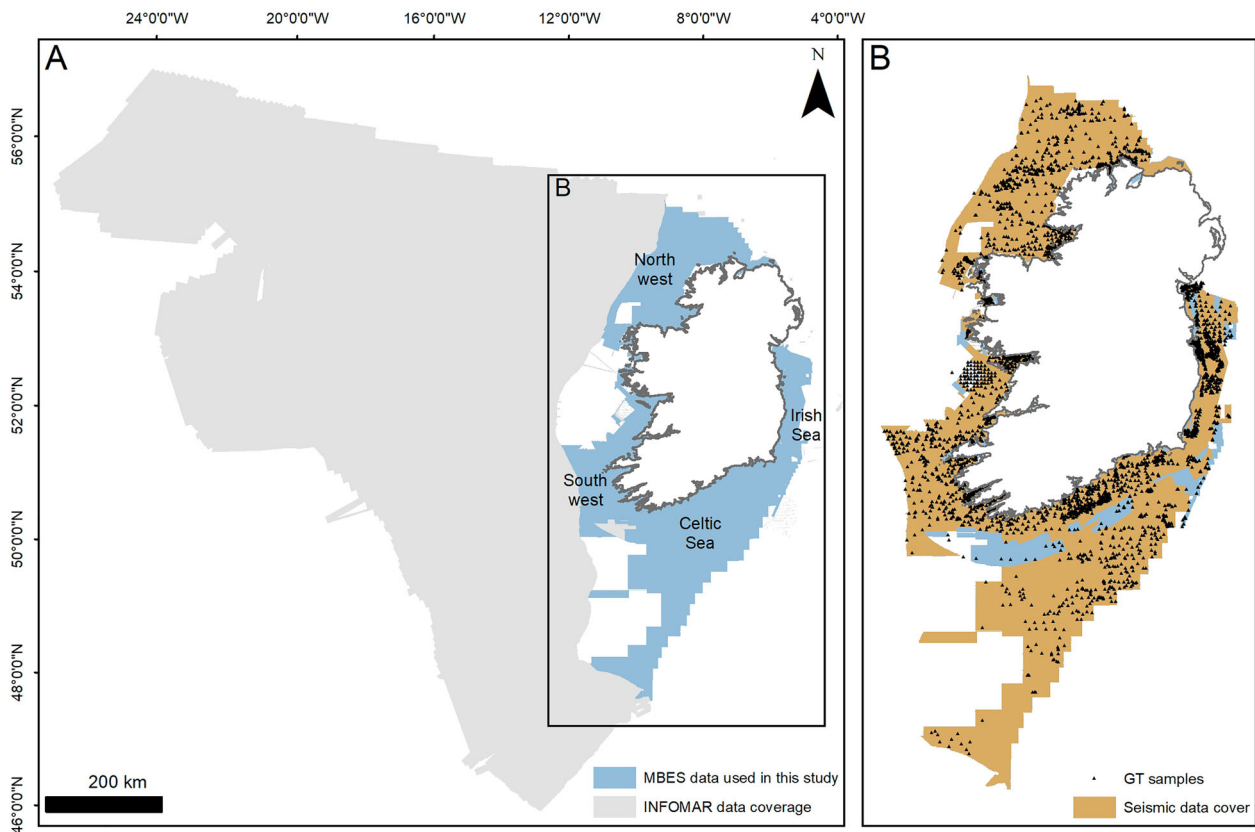 24°0'0"W 20°0'0"W 16°0'0"W 12°0'0"W 8°0'0"W 4°0'0"W
A
N
B
56°0'0"N
54°0'0"N
52°0'0"N
50°0'0"N
48°0'0"N
46°0'0"N
B
North
west
Irish
Sea
South
west
Celtic
Sea
200 km
MBES data used in this study
INFOMAR data coverage
GT samples
Seismic data cover